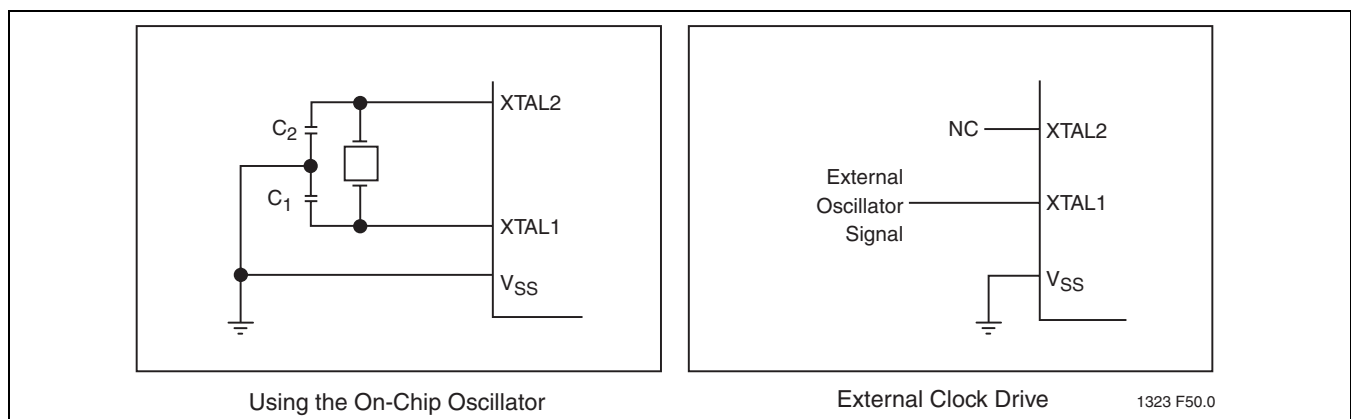 XTAL2
C2
C1
XTAL1
VSS
Using the On-Chip Oscillator
NC
XTAL2
External
Oscillator
Signal
XTAL1
VSS
External Clock Drive
1323 F50.0